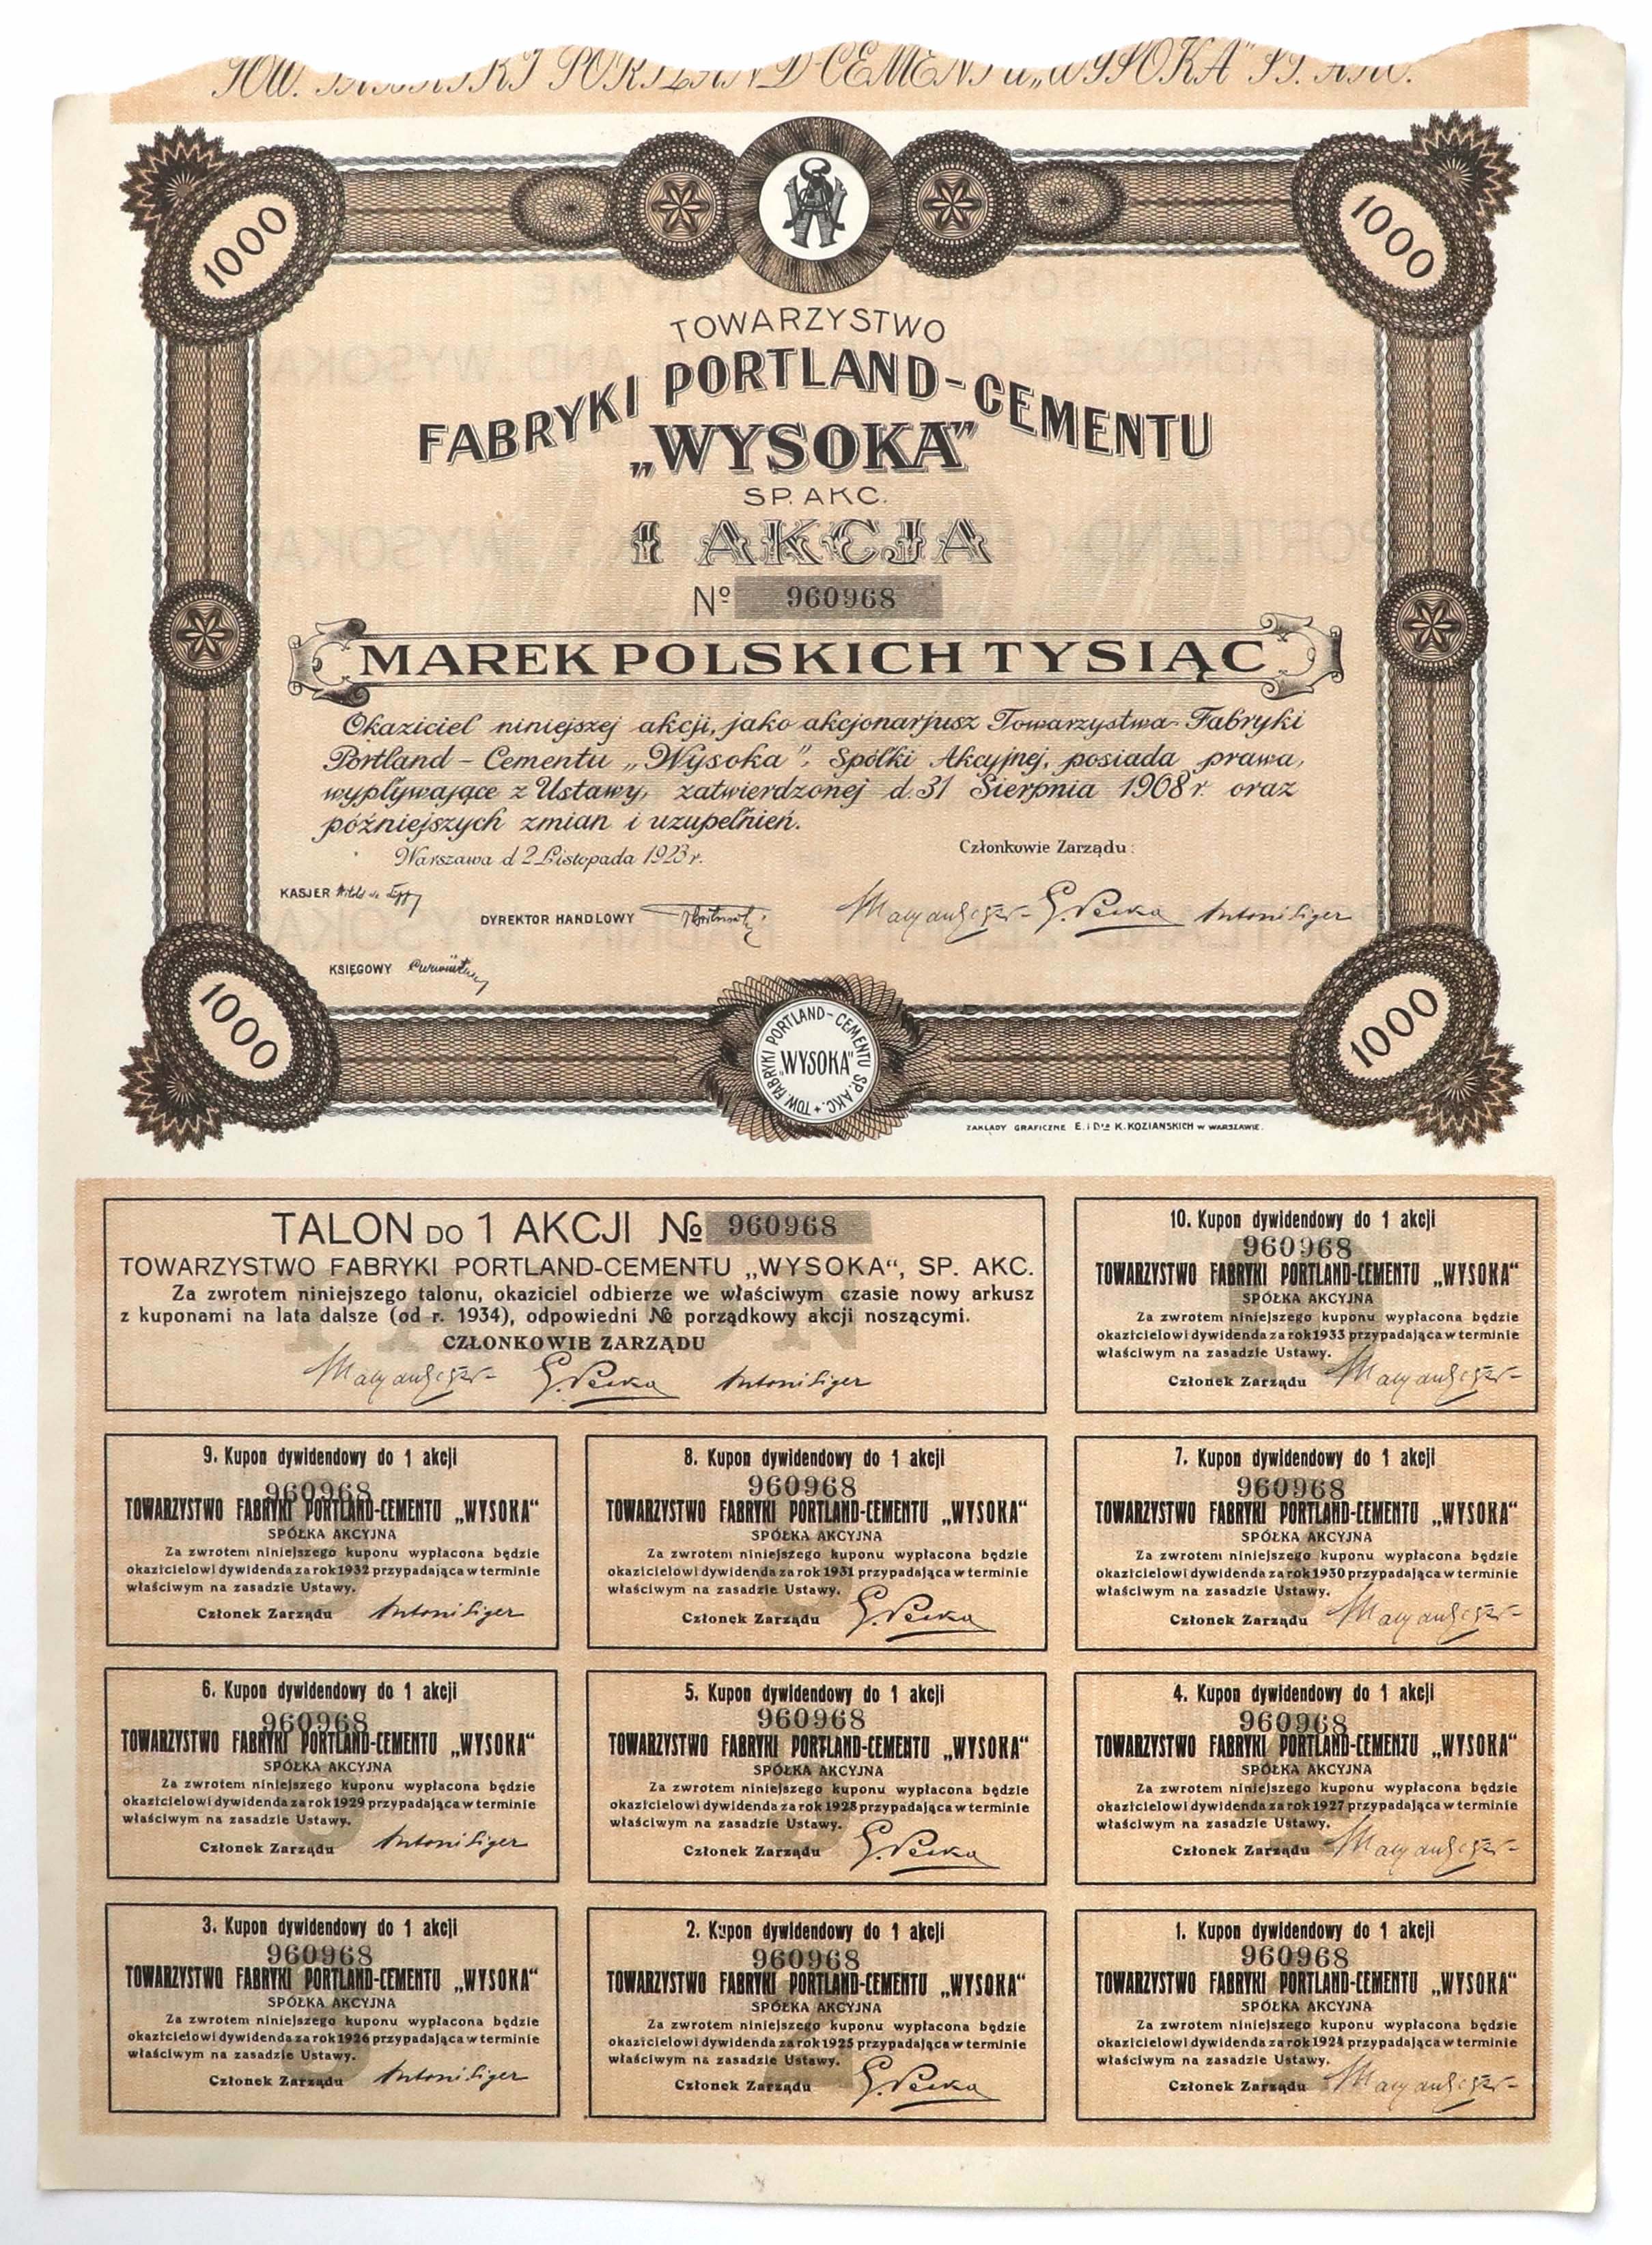 TOW. FABRYKI PORTLAND-CEMENTU „WYSOKA" SP. AKC.
1000
1000
TOWARZYSTWO
FABRYKI PORTLAND-CEMENTU
„WYSOKA"
SP. AKC.
1 AKCJA
Nº 960968
MAREK POLSKICH TYSIĄC
Okaziciel niniejszej akcji, jako akcjonarjusz Towarzystwa Fabryki
Portland - Cementu „Wysoka", Spółki Akcyjnej, posiada prawa,
wypływające z Ustawy, zatwierdzonej d. 31 Sierpnia 1908 r. oraz
późniejszych zmian i uzupełnień.
Warszawa d 2 Listopada 1923 r.
Członkowie Zarządu:
KASJER
DYREKTOR HANDLOWY
Antoni Eiger
KSIĘGOWY
1000
1000
TOW. FABRYKI PORTLAND-CEMENTU SP. AKC. +
„WYSOKA"
ZAKŁADY GRAFICZNE E. i Dra K. KOZIAŃSKICH w WARSZAWIE.
TALON DO 1 AKCJI № 960968
TOWARZYSTWO FABRYKI PORTLAND-CEMENTU „WYSOKA“, SP. AKC.
Za zwrotem niniejszego talonu, okaziciel odbierze we właściwym czasie nowy arkusz
z kuponami na lata dalsze (od r. 1934), odpowiedni № porządkowy akcji noszącymi.
CZŁONKOWIE ZARZĄDU
Antoni Eiger
10. Kupon dywidendowy do 1 akcji
960968
TOWARZYSTWO FABRYKI PORTLAND-CEMENTU „WYSOKA“
SPÓŁKA AKCYJNA
Za zwrotem niniejszego kuponu wypłacona będzie
okazicielowi dywidenda za rok 1933 przypadająca w terminie
właściwym na zasadzie Ustawy.
Członek Zarządu
9. Kupon dywidendowy do 1 akcji
960968
TOWARZYSTWO FABRYKI PORTLAND-CEMENTU „WYSOKA“
SPÓŁKA AKCYJNA
Za zwrotem niniejszego kuponu wypłacona będzie
okazicielowi dywidenda za rok 1932 przypadająca w terminie
właściwym na zasadzie Ustawy.
Członek Zarządu Antoni Eiger
8. Kupon dywidendowy do 1 akcji
960968
TOWARZYSTWO FABRYKI PORTLAND-CEMENTU „WYSOKA“
SPÓŁKA AKCYJNA
Za zwrotem niniejszego kuponu wypłacona będzie
okazicielowi dywidenda za rok 1931 przypadająca w terminie
właściwym na zasadzie Ustawy.
Członek Zarządu
7. Kupon dywidendowy do 1 akcji
960968
TOWARZYSTWO FABRYKI PORTLAND-CEMENTU „WYSOKA“
SPÓŁKA AKCYJNA
Za zwrotem niniejszego kuponu wypłacona będzie
okazicielowi dywidenda za rok 1930 przypadająca w terminie
właściwym na zasadzie Ustawy.
Członek Zarządu
6. Kupon dywidendowy do 1 akcji
960968
TOWARZYSTWO FABRYKI PORTLAND-CEMENTU „WYSOKA“
SPÓŁKA AKCYJNA
Za zwrotem niniejszego kuponu wypłacona będzie
okazicielowi dywidenda za rok 1929 przypadająca w terminie
właściwym na zasadzie Ustawy.
Członek Zarządu Antoni Eiger
5. Kupon dywidendowy do 1 akcji
960968
TOWARZYSTWO FABRYKI PORTLAND-CEMENTU „WYSOKA“
SPÓŁKA AKCYJNA
Za zwrotem niniejszego kuponu wypłacona będzie
okazicielowi dywidenda za rok 1928 przypadająca w terminie
właściwym na zasadzie Ustawy.
Członek Zarządu
4. Kupon dywidendowy do 1 akcji
960968
TOWARZYSTWO FABRYKI PORTLAND-CEMENTU „WYSOKA“
SPÓŁKA AKCYJNA
Za zwrotem niniejszego kuponu wypłacona będzie
okazicielowi dywidenda za rok 1927 przypadająca w terminie
właściwym na zasadzie Ustawy.
Członek Zarządu
3. Kupon dywidendowy do 1 akcji
960968
TOWARZYSTWO FABRYKI PORTLAND-CEMENTU „WYSOKA“
SPÓŁKA AKCYJNA
Za zwrotem niniejszego kuponu wypłacona będzie
okazicielowi dywidenda za rok 1926 przypadająca w terminie
właściwym na zasadzie Ustawy.
Członek Zarządu Antoni Eiger
2. Kupon dywidendowy do 1 akcji
960968
TOWARZYSTWO FABRYKI PORTLAND-CEMENTU „WYSOKA“
SPÓŁKA AKCYJNA
Za zwrotem niniejszego kuponu wypłacona będzie
okazicielowi dywidenda za rok 1925 przypadająca w terminie
właściwym na zasadzie Ustawy.
Członek Zarządu
1. Kupon dywidendowy do 1 akcji
960968
TOWARZYSTWO FABRYKI PORTLAND-CEMENTU „WYSOKA“
SPÓŁKA AKCYJNA
Za zwrotem niniejszego kuponu wypłacona będzie
okazicielowi dywidenda za rok 1924 przypadająca w terminie
właściwym na zasadzie Ustawy.
Członek Zarządu